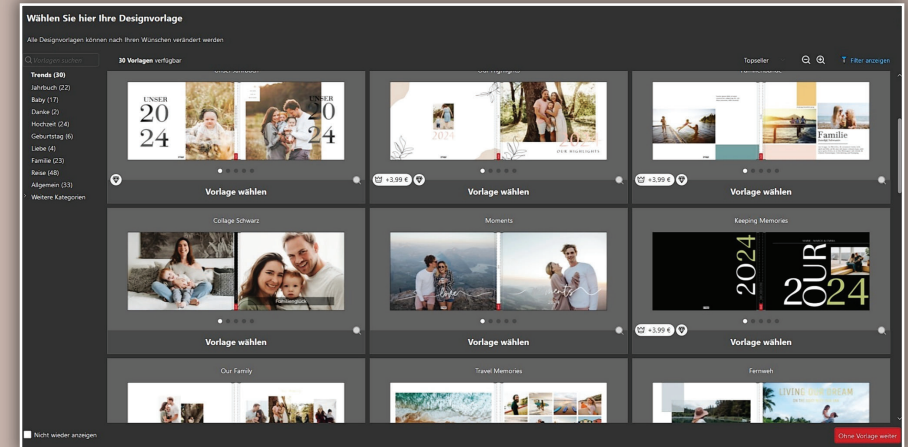 Wählen Sie hier Ihre Designvorlage
Alle Designvorlagen können nach Ihren Wünschen verändert werden
Vorlagen suchen
30 Vorlagen verfügbar
Topseller
Filter anzeigen
Trends (30)
Jahrbuch (22)
Baby (17)
Danke (2)
Hochzeit (24)
Geburtstag (6)
Liebe (4)
Familie (23)
Reise (48)
Allgemein (33)
Weitere Kategorien
UNSER
20
24
UNSER
20
24
Vorlage wählen
2024
OUR HIGHLIGHTS
+3,99 €
Vorlage wählen
Familie
+3,99 €
Vorlage wählen
Collage Schwarz
Familienglück
Vorlage wählen
Moments
love
Vorlage wählen
Keeping Memories
2024
OUR
2024
+3,99 €
Vorlage wählen
Our Family
Travel Memories
Fernweh
Nicht wieder anzeigen
Ohne Vorlage weiter